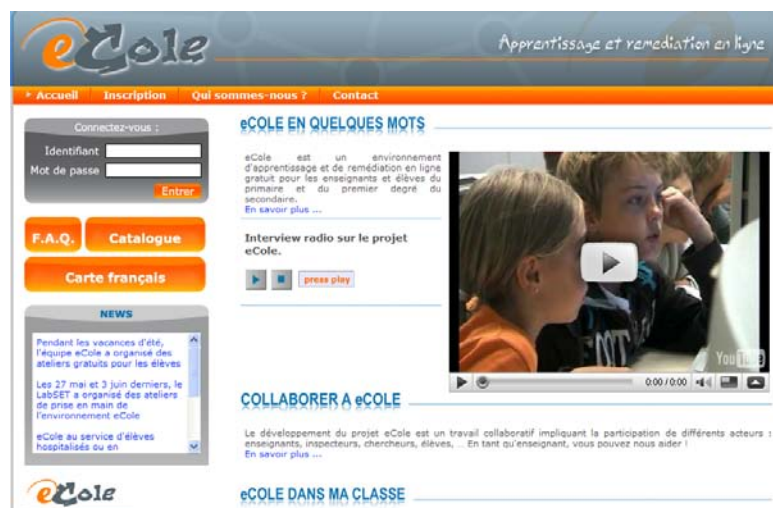 eCole
Apprentissage et remediation en ligne
Accueil Inscription Qui sommes-nous ? Contact
Connectez-vous :
Identifiant
Mot de passe
Entrer
F.A.Q. Catalogue
Carte français
NEWS
Pendant les vacances d'été,
l'équipe eCole a organisé des
ateliers gratuits pour les élèves
Les 27 mai et 3 juin derniers, le
LabSET a organisé des ateliers
de prise en main de
l'environnement eCole
eCole au service d'élèves
hospitalisés ou en
eCole
eCOLE EN QUELQUES MOTS
eCole est un environnement
d'apprentissage et de remédiation en ligne
gratuit pour les enseignants et élèves du
primaire et du premier degré du
secondaire.
En savoir plus ...
Interview radio sur le projet
eCole.
press play
YouTube
0:00 / 0:00
COLLABORER A eCOLE
Le développement du projet eCole est un travail collaboratif impliquant la participation de différents acteurs :
enseignants, inspecteurs, chercheurs, élèves, ... En tant qu'enseignant, vous pouvez nous aider !
En savoir plus ...
eCOLE DANS MA CLASSE